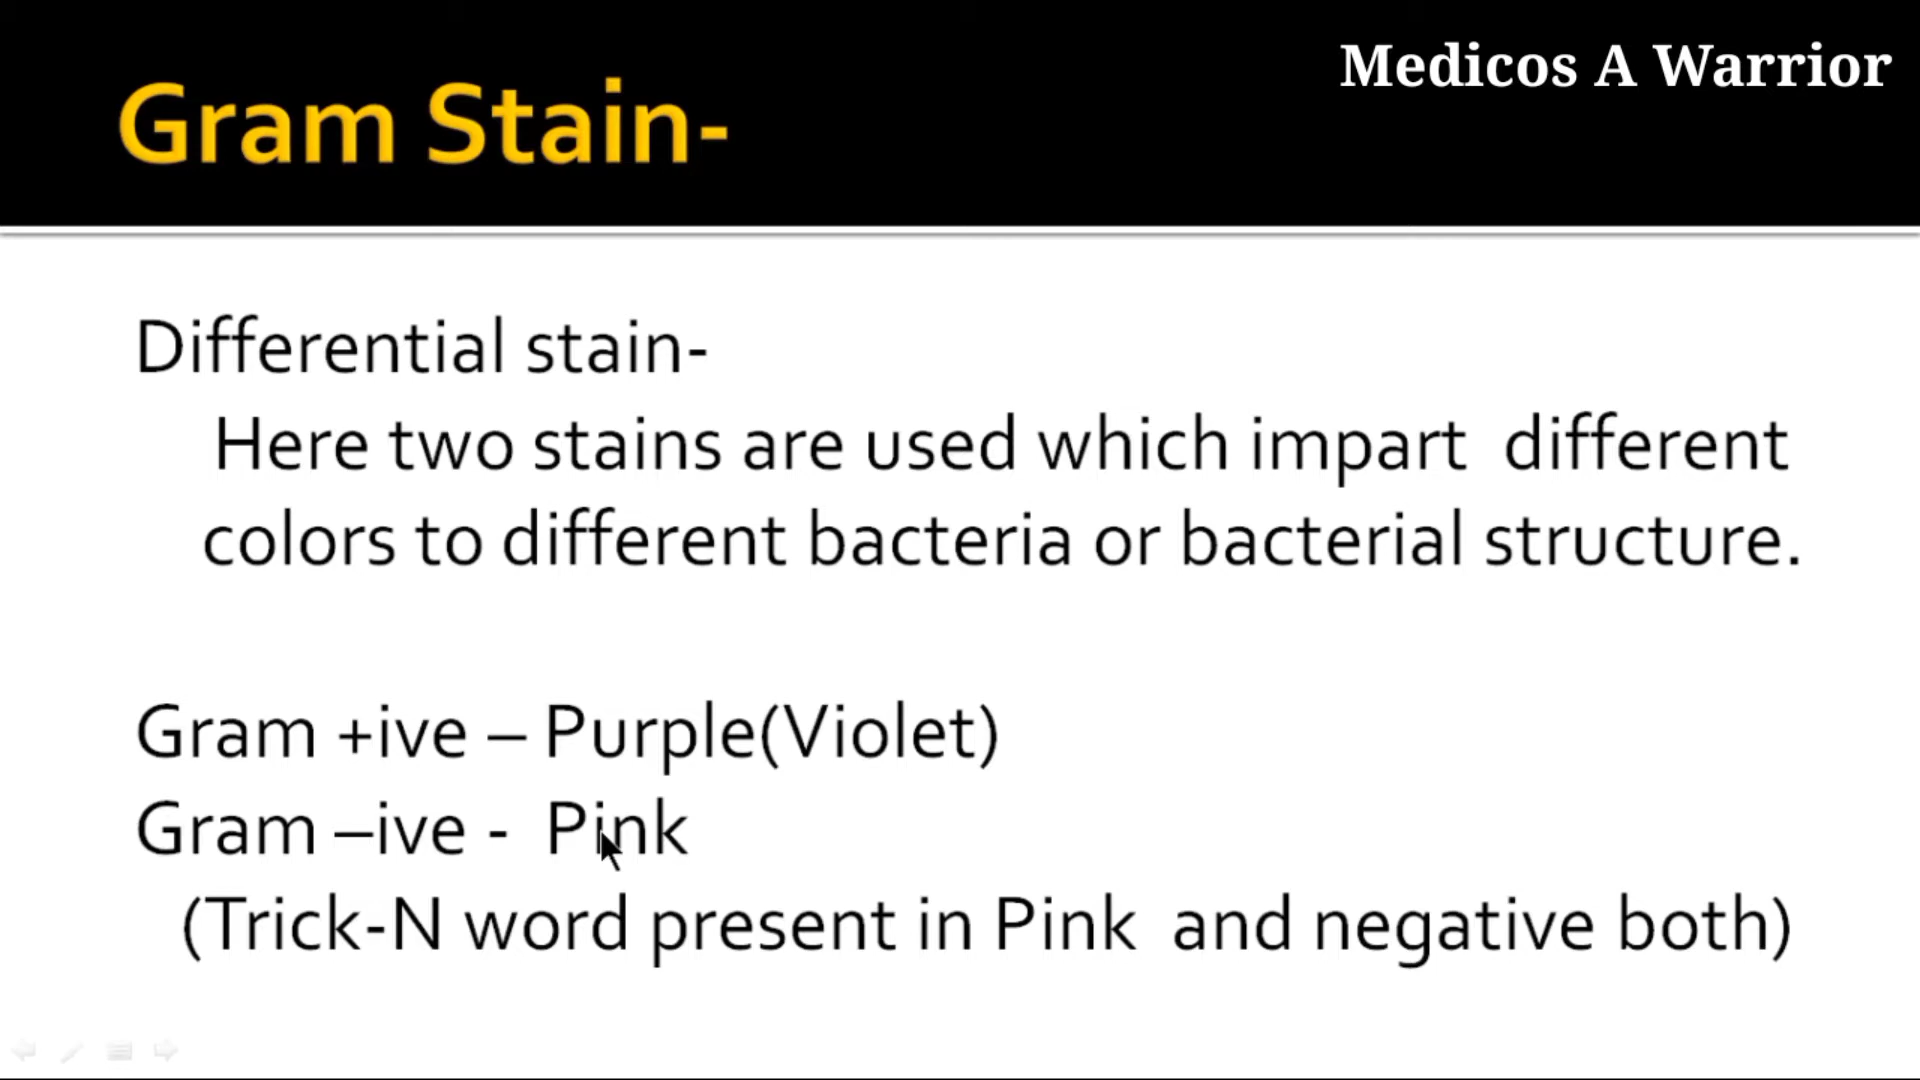 Medicos A Warrior
Gram Stain-
Differential stain-
Here two stains are used which impart different
colors to different bacteria or bacterial structure.
Gram +ive – Purple(Violet)
Gram –ive - Pink
(Trick-N word present in Pink and negative both)